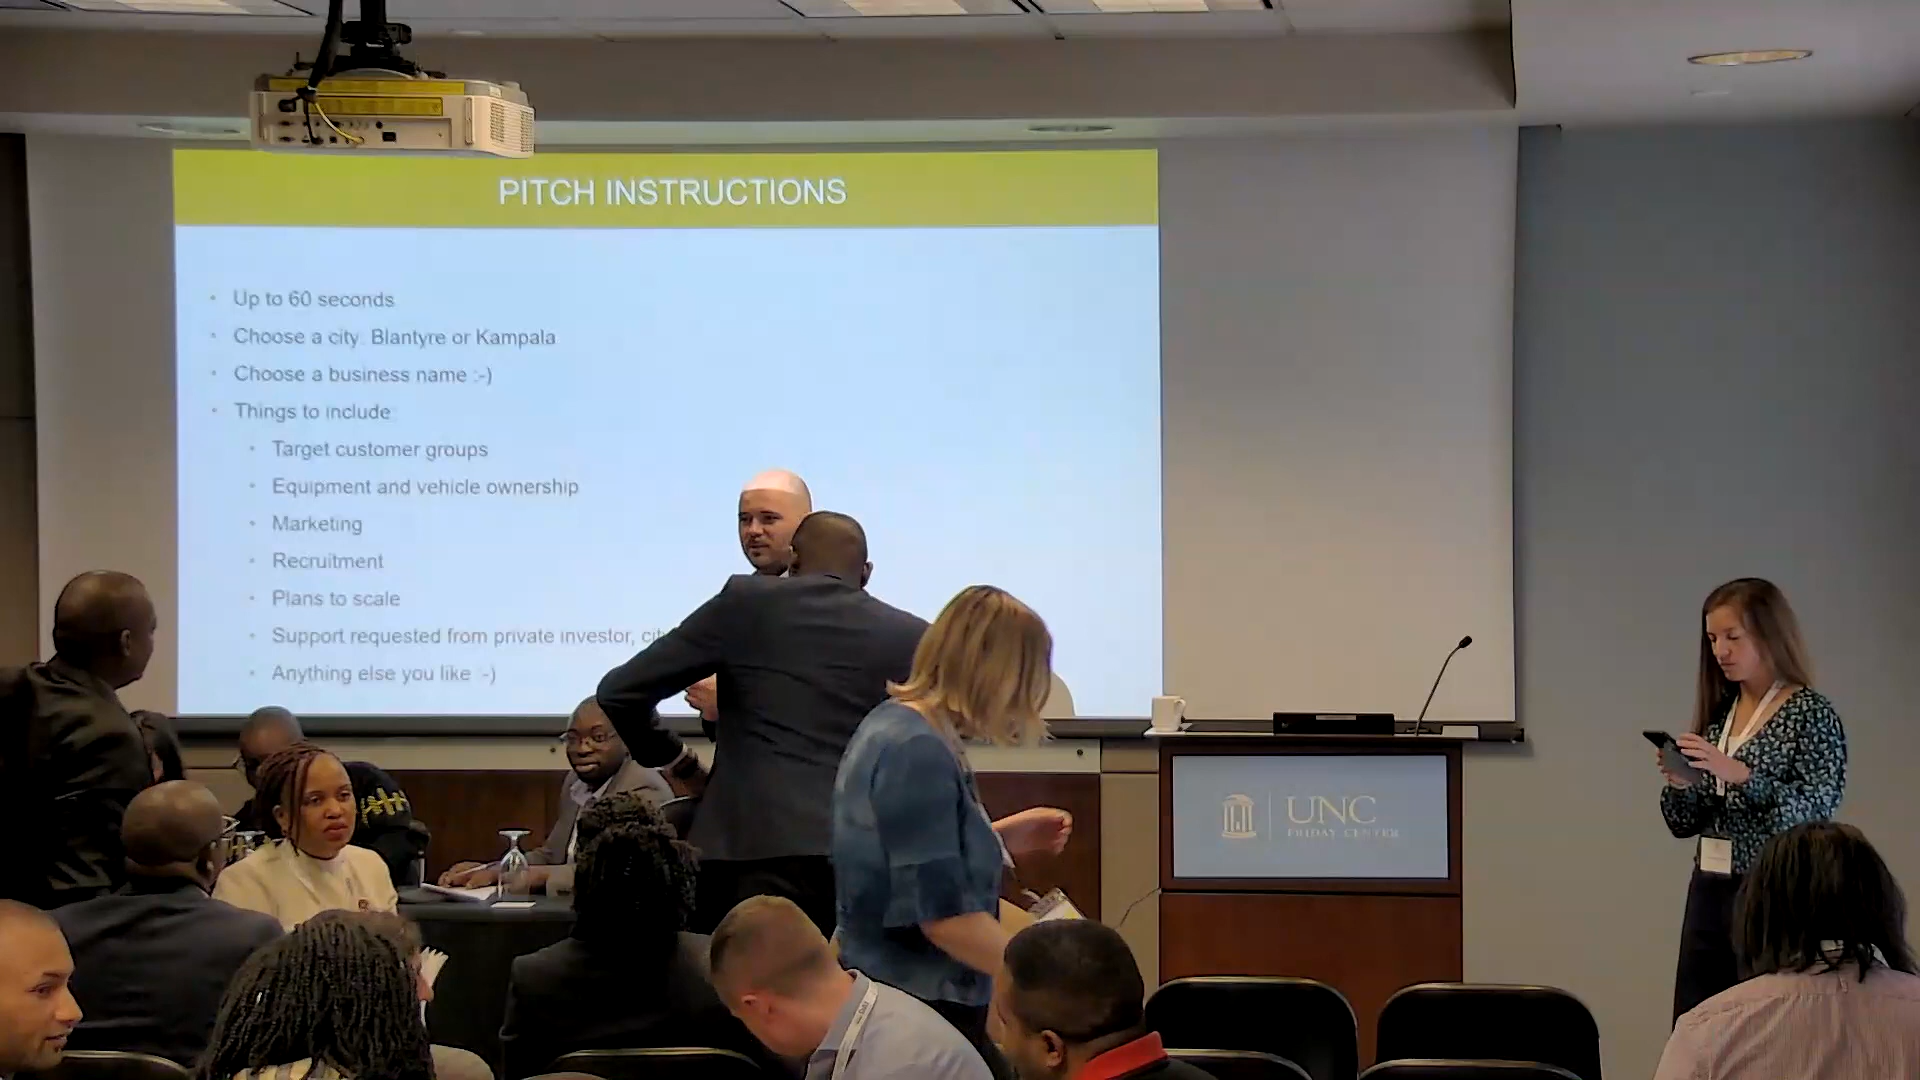 PITCH INSTRUCTIONS
• Up to 60 seconds
• Choose a city: Blantyre or Kampala
• Choose a business name :-)
• Things to include:
• Target customer groups
• Equipment and vehicle ownership
• Marketing
• Recruitment
• Plans to scale
• Support requested from private investor,
• Anything else you like :-)
UNC
FRIDAY CENTER